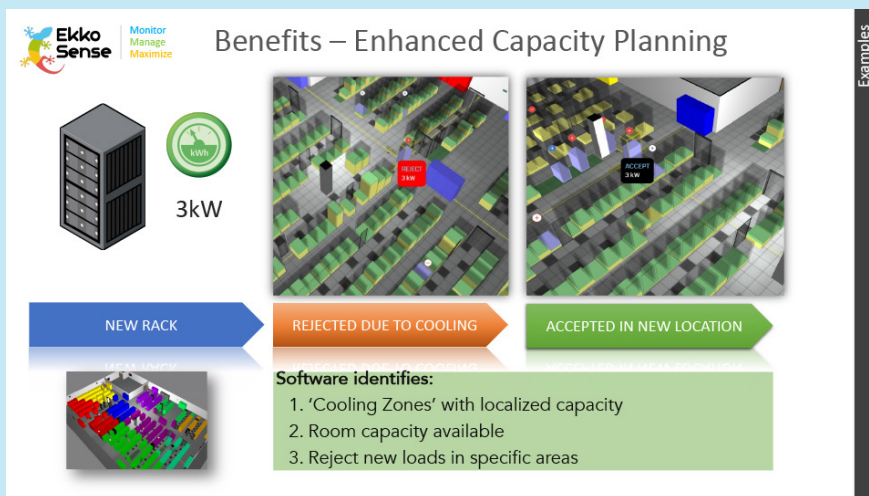 Ekko
Sense
Monitor
Manage
Maximize
Benefits – Enhanced Capacity Planning
Examples
kWh
3kW
REJECT
3 kW
ACCEPT
3 kW
NEW RACK
REJECTED DUE TO COOLING
ACCEPTED IN NEW LOCATION
Software identifies:
1. ‘Cooling Zones’ with localized capacity
2. Room capacity available
3. Reject new loads in specific areas